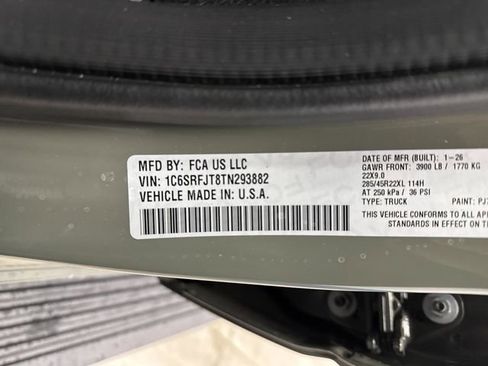 MFD BY: FCA US LLC
VIN: 1C6SRFJT8TN293882
VEHICLE MADE IN: U.S.A.
DATE OF MFR (BUILT): 1-26
GAWR FRONT: 3900 LB / 1770 KG
22X9.0
285/45R22XL 114H
AT 250 kPa / 36 PSI
TYPE: TRUCK PAINT: PJ7
THIS VEHICLE CONFORMS TO ALL
STANDARDS IN EFFECT ON